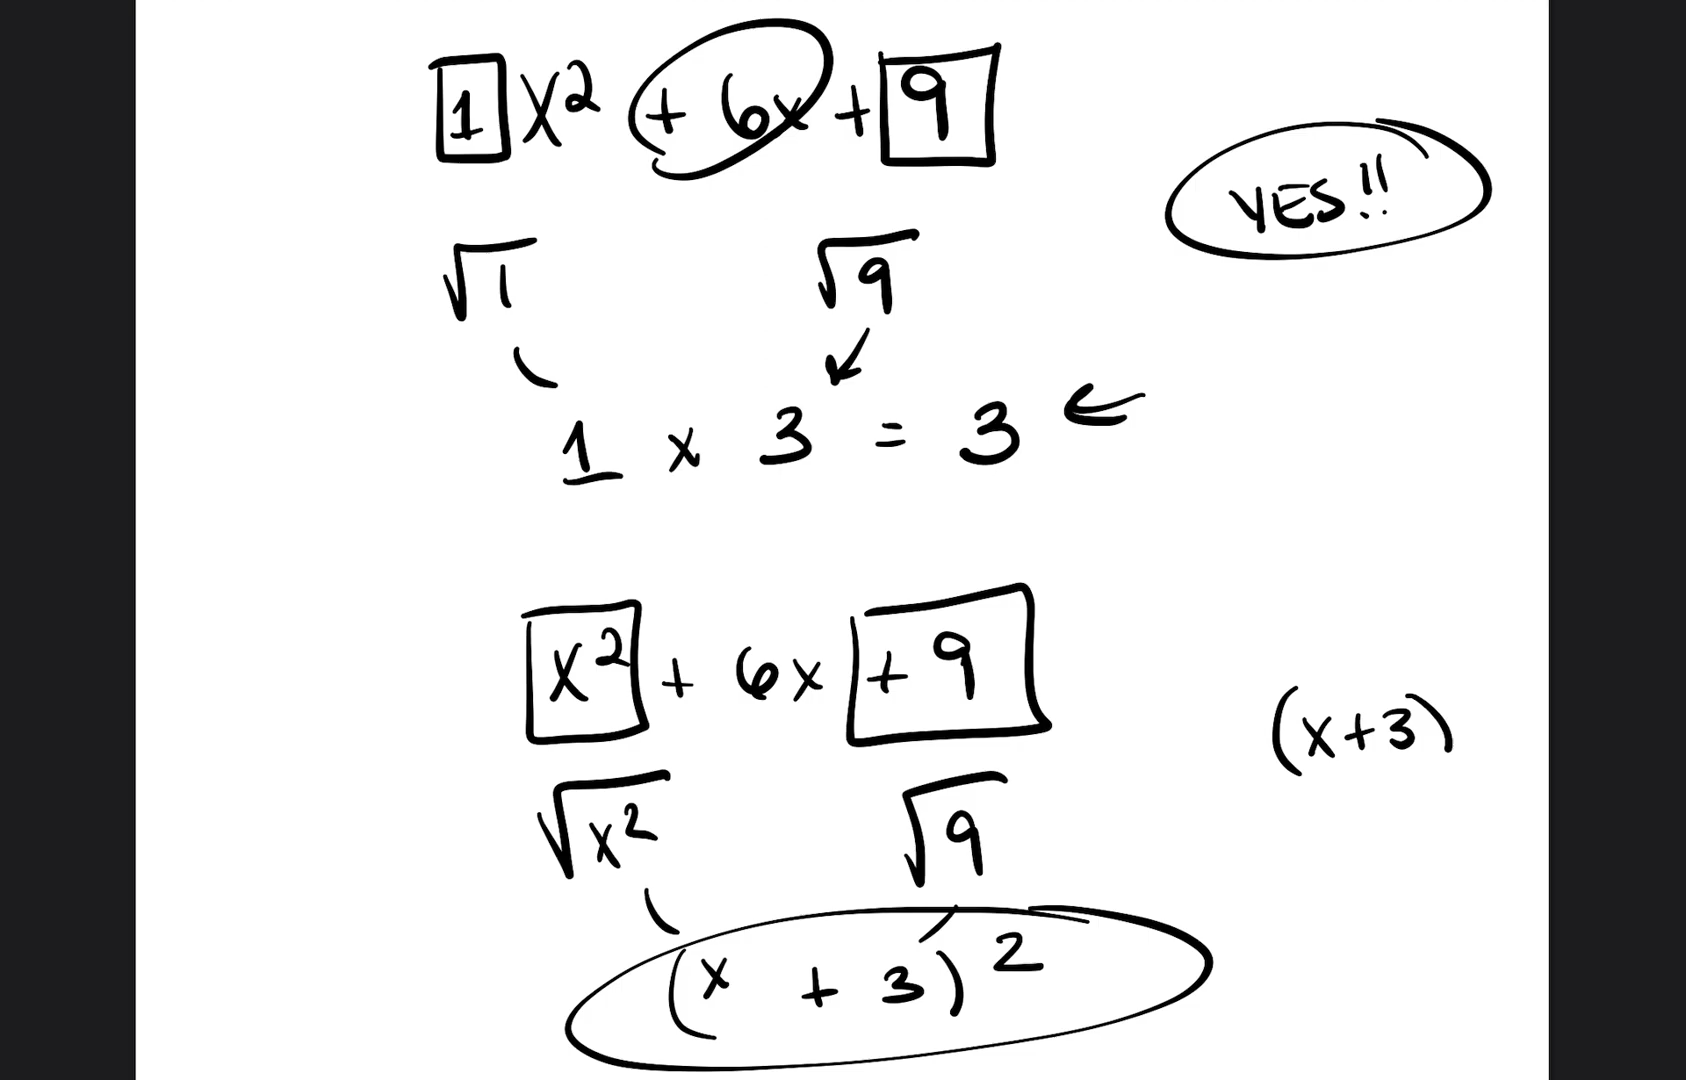 1x² + 6x + 9
YES!!
√1 √9
1 x 3 = 3
x² + 6x + 9
(x+3)
√x² √9
(x + 3)²